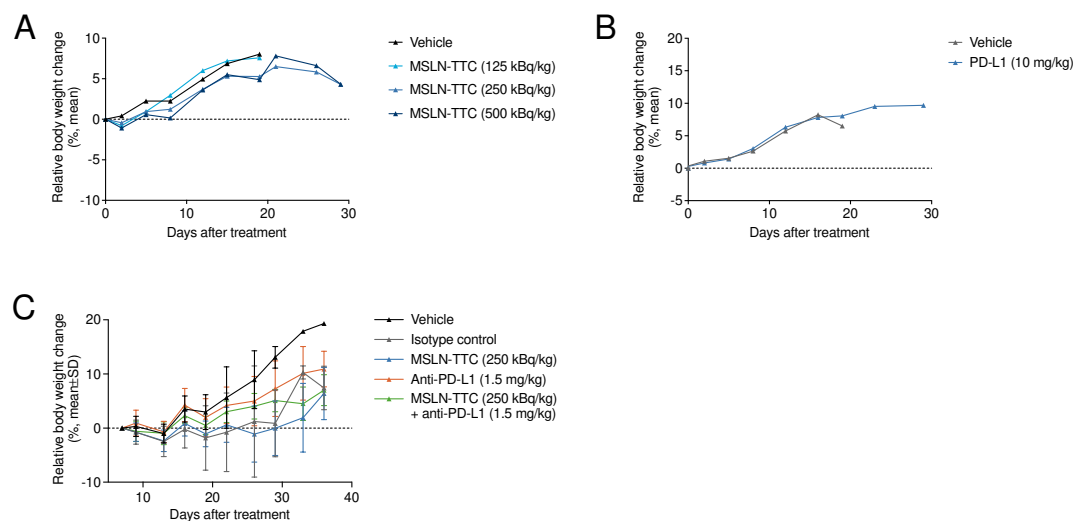 A
Relative body weight change
(%, mean)
10
5
0
-5
-10
0
10
20
30
Days after treatment
Vehicle
MSLN-TTC (125 kBq/kg)
MSLN-TTC (250 kBq/kg)
MSLN-TTC (500 kBq/kg)
B
Relative body weight change
(%, mean)
20
15
10
5
0
-5
0
10
20
30
Days after treatment
Vehicle
PD-L1 (10 mg/kg)
C
Relative body weight change
(%, mean±SD)
20
10
0
-10
10
20
30
40
Days after treatment
Vehicle
Isotype control
MSLN-TTC (250 kBq/kg)
Anti-PD-L1 (1.5 mg/kg)
MSLN-TTC (250 kBq/kg)
+ anti-PD-L1 (1.5 mg/kg)